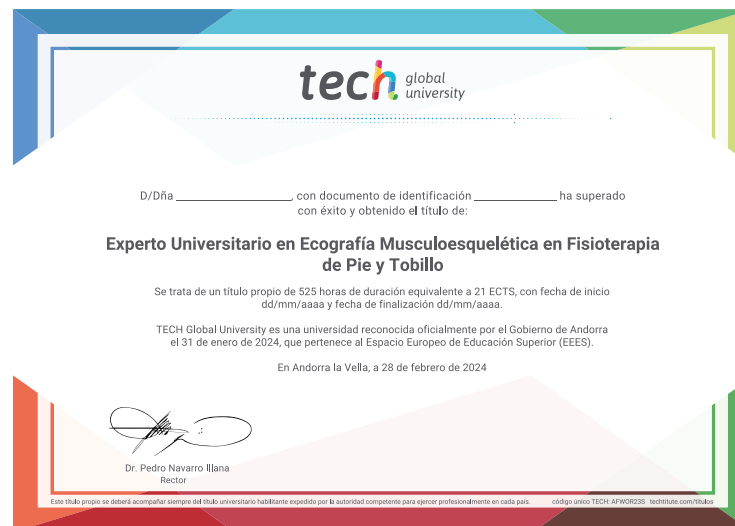 tech global university
D/Dña ____________, con documento de identificación ____________ ha superado
con éxito y obtenido el título de:
Experto Universitario en Ecografía Musculoesquelética en Fisioterapia
de Pie y Tobillo
Se trata de un título propio de 525 horas de duración equivalente a 21 ECTS, con fecha de inicio
dd/mm/aaaa y fecha de finalización dd/mm/aaaa.
TECH Global University es una universidad reconocida oficialmente por el Gobierno de Andorra
el 31 de enero de 2024, que pertenece al Espacio Europeo de Educación Superior (EEES).
En Andorra la Vella, a 28 de febrero de 2024
Dr. Pedro Navarro Illana
Rector
Este título propio se deberá acompañar siempre del título universitario habilitante expedido por la autoridad competente para ejercer profesionalmente en cada país. código único TECH: AFWOR23S techtitute.com/titulos